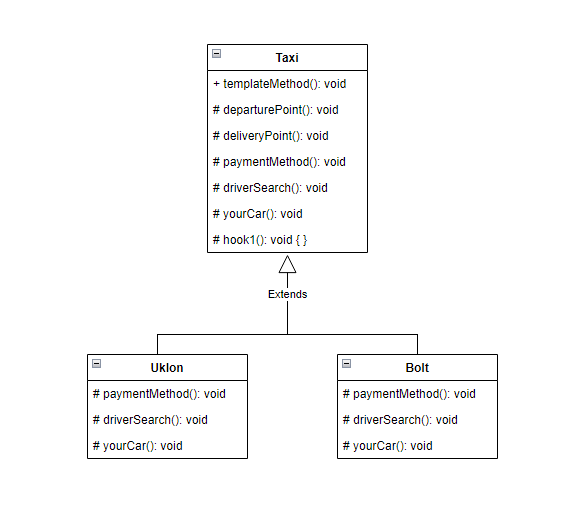 Taxi
+ templateMethod(): void
# departurePoint(): void
# deliveryPoint(): void
# paymentMethod(): void
# driverSearch(): void
# yourCar(): void
# hook1(): void { }
Extends
Uklon
# paymentMethod(): void
# driverSearch(): void
# yourCar(): void
Bolt
# paymentMethod(): void
# driverSearch(): void
# yourCar(): void